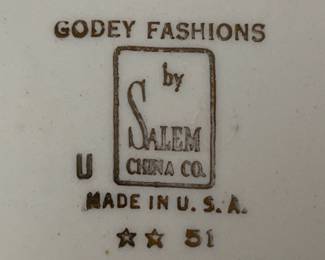 GODEY FASHIONS
by
SALEM
U CHINA CO.
MADE IN U. S. A.
☆☆ 51